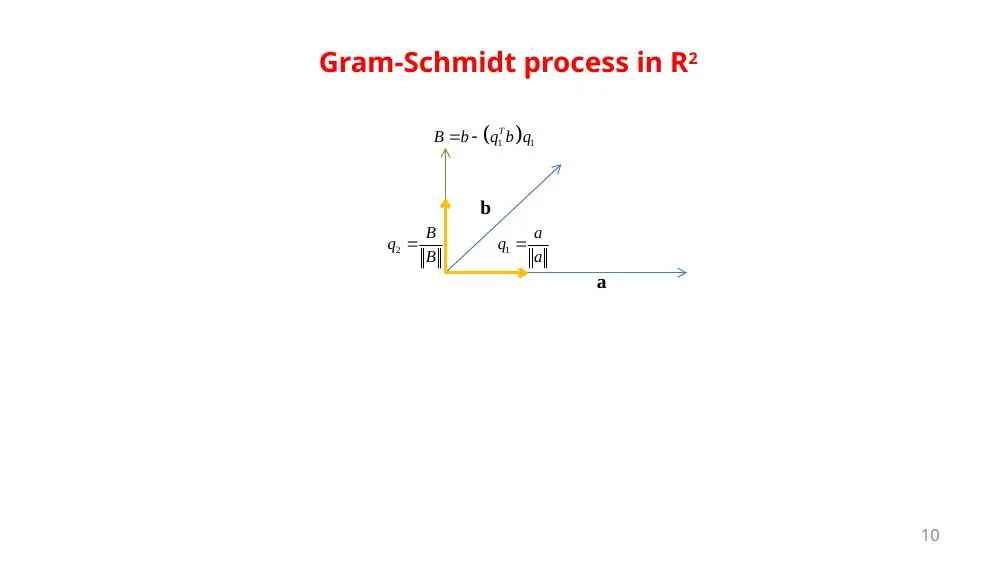 Gram-Schmidt process in R²
B = b - (q₁ᵀb)q₁
b
q₂ = B/‖B‖ q₁ = a/‖a‖
a
10